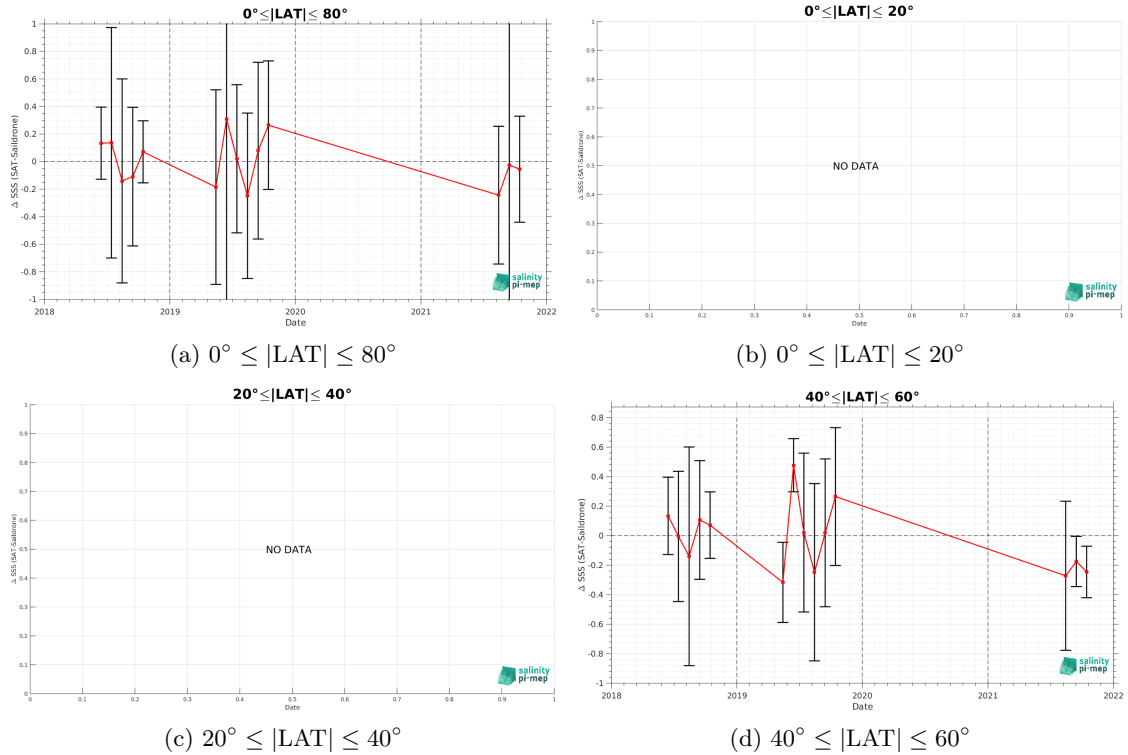 0°≤|LAT|≤ 80°
1
0.8
0.6
0.4
0.2
0
-0.2
-0.4
-0.6
-0.8
-1
Δ SSS (SAT-Saildrone)
2018
2019
2020
2021
2022
Date
salinity
pi-mep
(a) 0° ≤ |LAT| ≤ 80°
0°≤|LAT|≤ 20°
1
0.9
0.8
0.7
0.6
0.5
0.4
0.3
0.2
0.1
0
Δ SSS (SAT-Saildrone)
NO DATA
0
0.1
0.2
0.3
0.4
0.5
0.6
0.7
0.8
0.9
1
Date
salinity
pi-mep
(b) 0° ≤ |LAT| ≤ 20°
20°≤|LAT|≤ 40°
1
0.9
0.8
0.7
0.6
0.5
0.4
0.3
0.2
0.1
0
Δ SSS (SAT-Saildrone)
NO DATA
0
0.1
0.2
0.3
0.4
0.5
0.6
0.7
0.8
0.9
1
Date
salinity
pi-mep
(c) 20° ≤ |LAT| ≤ 40°
40°≤|LAT|≤ 60°
0.8
0.6
0.4
0.2
0
-0.2
-0.4
-0.6
-0.8
-1
Δ SSS (SAT-Saildrone)
2018
2019
2020
2021
2022
Date
salinity
pi-mep
(d) 40° ≤ |LAT| ≤ 60°